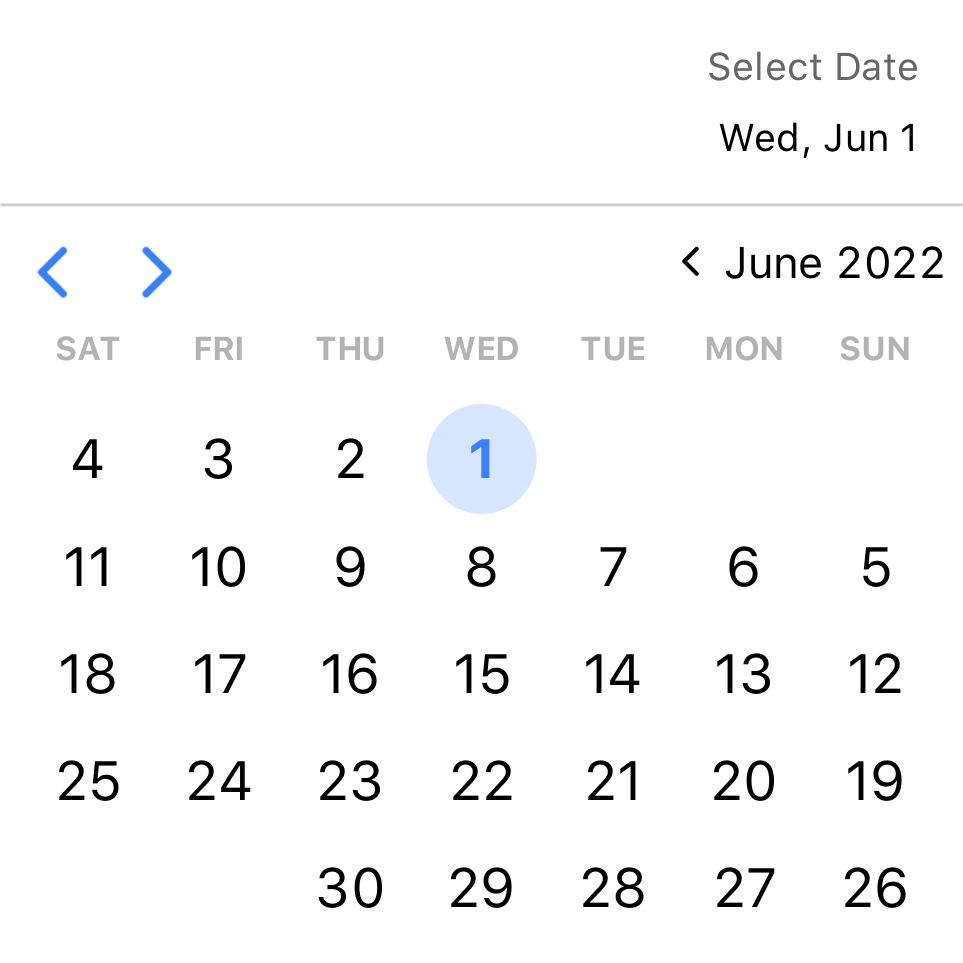 Select Date
Wed, Jun 1
June 2022
SAT FRI THU WED TUE MON SUN
4 3 2 1
11 10 9 8 7 6 5
18 17 16 15 14 13 12
25 24 23 22 21 20 19
30 29 28 27 26